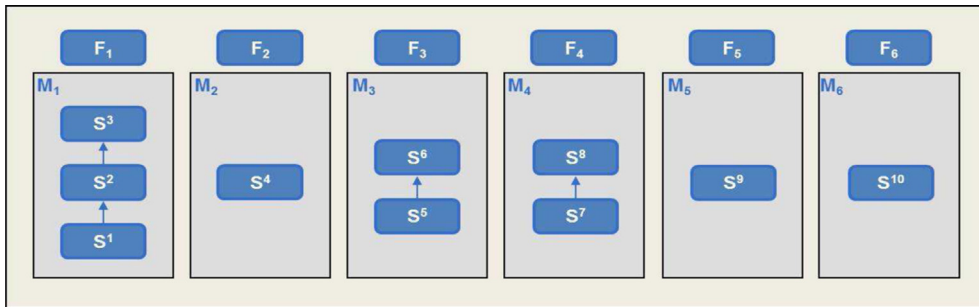 F₁ F₂ F₃ F₄ F₅ F₆
M₁ M₂ M₃ M₄ M₅ M₆
S³
S⁶ S⁸
S² S⁴ S⁹ S¹⁰
S⁵ S⁷
S¹